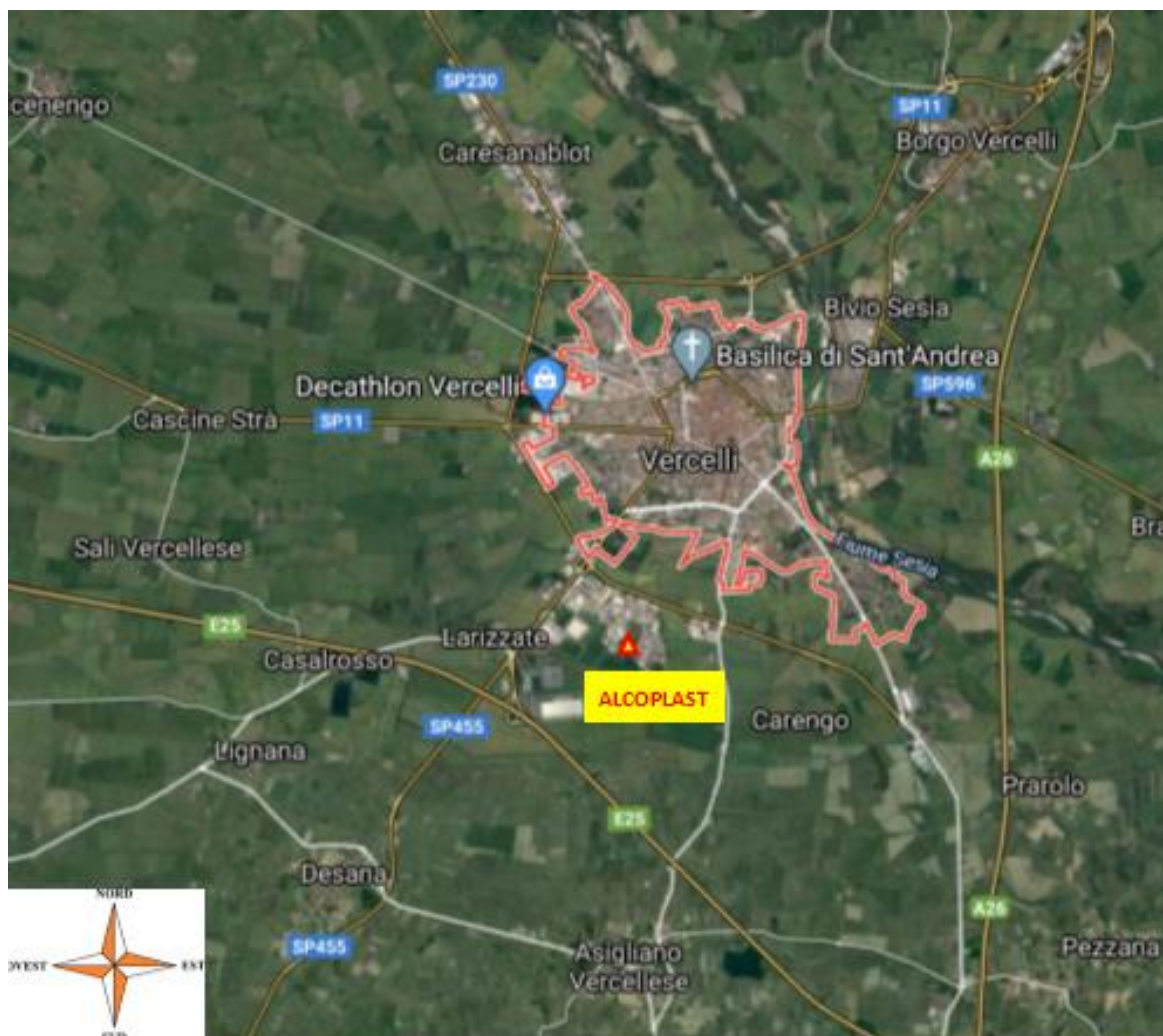 SP230
cenengo
SP11
Caresanablot
Borgo Vercelli
Bivio Sesia
Basilica di Sant'Andrea
Decathlon Vercelli
SP596
Cascine Strà
SP11
Vercelli
A26
Bra
Sali Vercellese
Fiume Sesia
E25
Larizzate
Casalrosso
ALCOPLAST
SP455
Carengo
Lignana
Prarolo
E25
Desana
NORD
A26
SP455
Asigliano
Vercellese
Pezzana
OVEST
EST
SUD